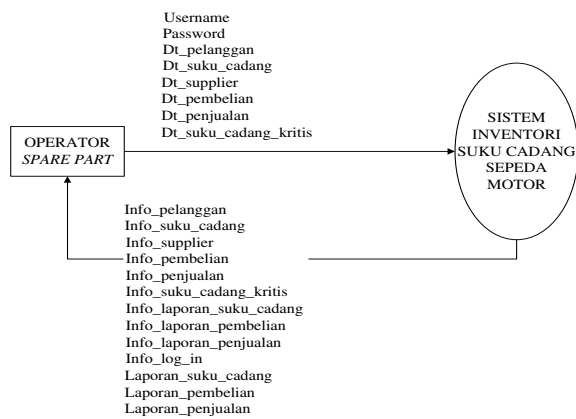 Username
Password
Dt_pelanggan
Dt_suku_cadang
Dt_supplier
Dt_pembelian
Dt_penjualan
Dt_suku_cadang_kritis
OPERATOR
SPARE PART
SISTEM
INVENTORI
SUKU CADANG
SEPEDA
MOTOR
Info_pelanggan
Info_suku_cadang
Info_supplier
Info_pembelian
Info_penjualan
Info_suku_cadang_kritis
Info_laporan_suku_cadang
Info_laporan_pembelian
Info_laporan_penjualan
Info_log_in
Laporan_suku_cadang
Laporan_pembelian
Laporan_penjualan